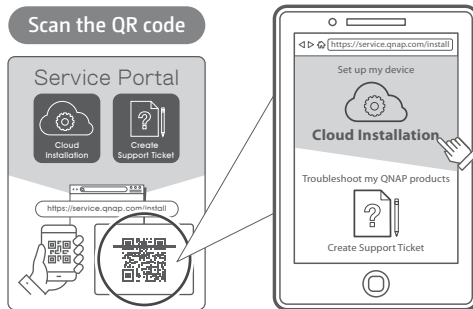 Scan the QR code
Service Portal
Cloud
Installation
Create
Support Ticket
https://service.qnap.com/install
https://service.qnap.com/install
Set up my device
Cloud Installation
Troubleshoot my QNAP products
Create Support Ticket